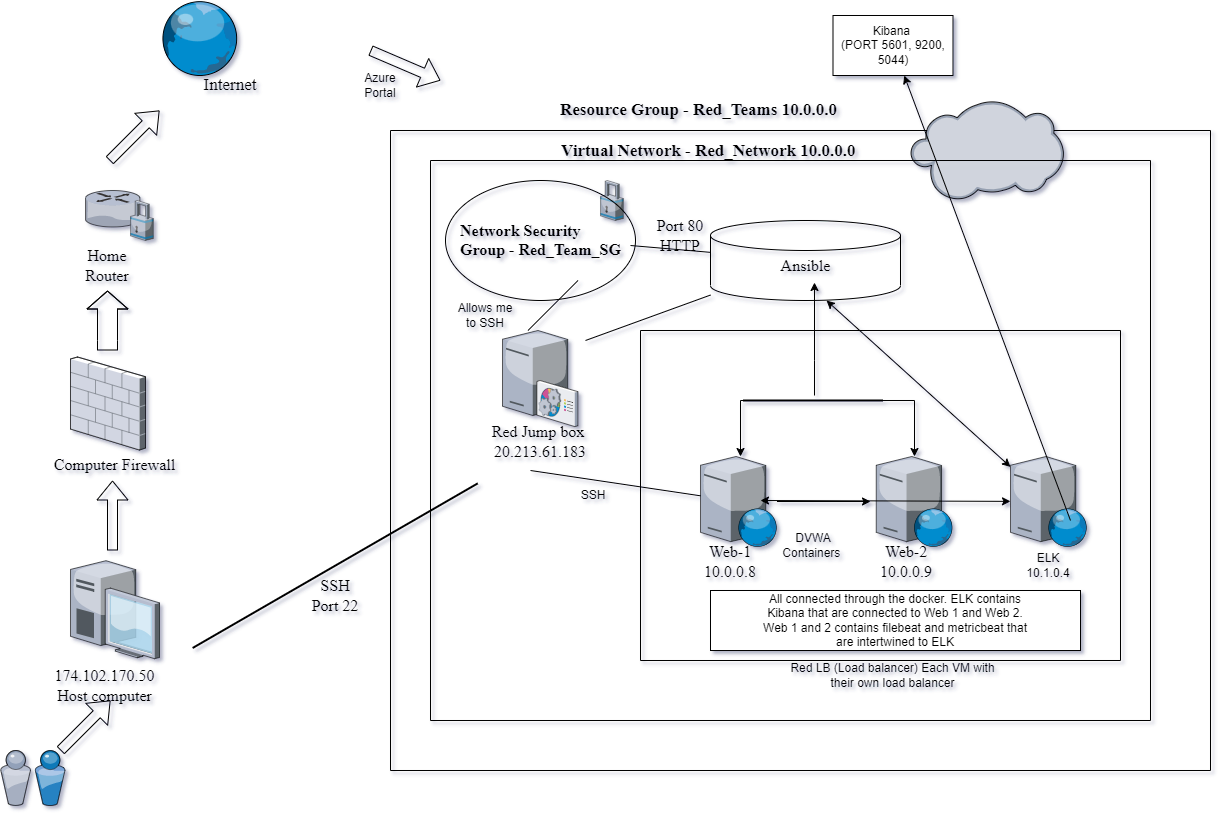 Internet
Azure
Portal
Kibana
(PORT 5601, 9200,
5044)
Resource Group - Red_Teams 10.0.0.0
Virtual Network - Red_Network 10.0.0.0
Network Security
Group - Red_Team_SG
Port 80
HTTP
Ansible
Home
Router
Allows me
to SSH
Red Jump box
20.213.61.183
Computer Firewall
SSH
Web-1
10.0.0.8
DVWA
Containers
Web-2
10.0.0.9
ELK
10.1.0.4
SSH
Port 22
All connected through the docker. ELK contains
Kibana that are connected to Web 1 and Web 2.
Web 1 and 2 contains filebeat and metricbeat that
are intertwined to ELK
Red LB (Load balancer) Each VM with
their own load balancer
174.102.170.50
Host computer